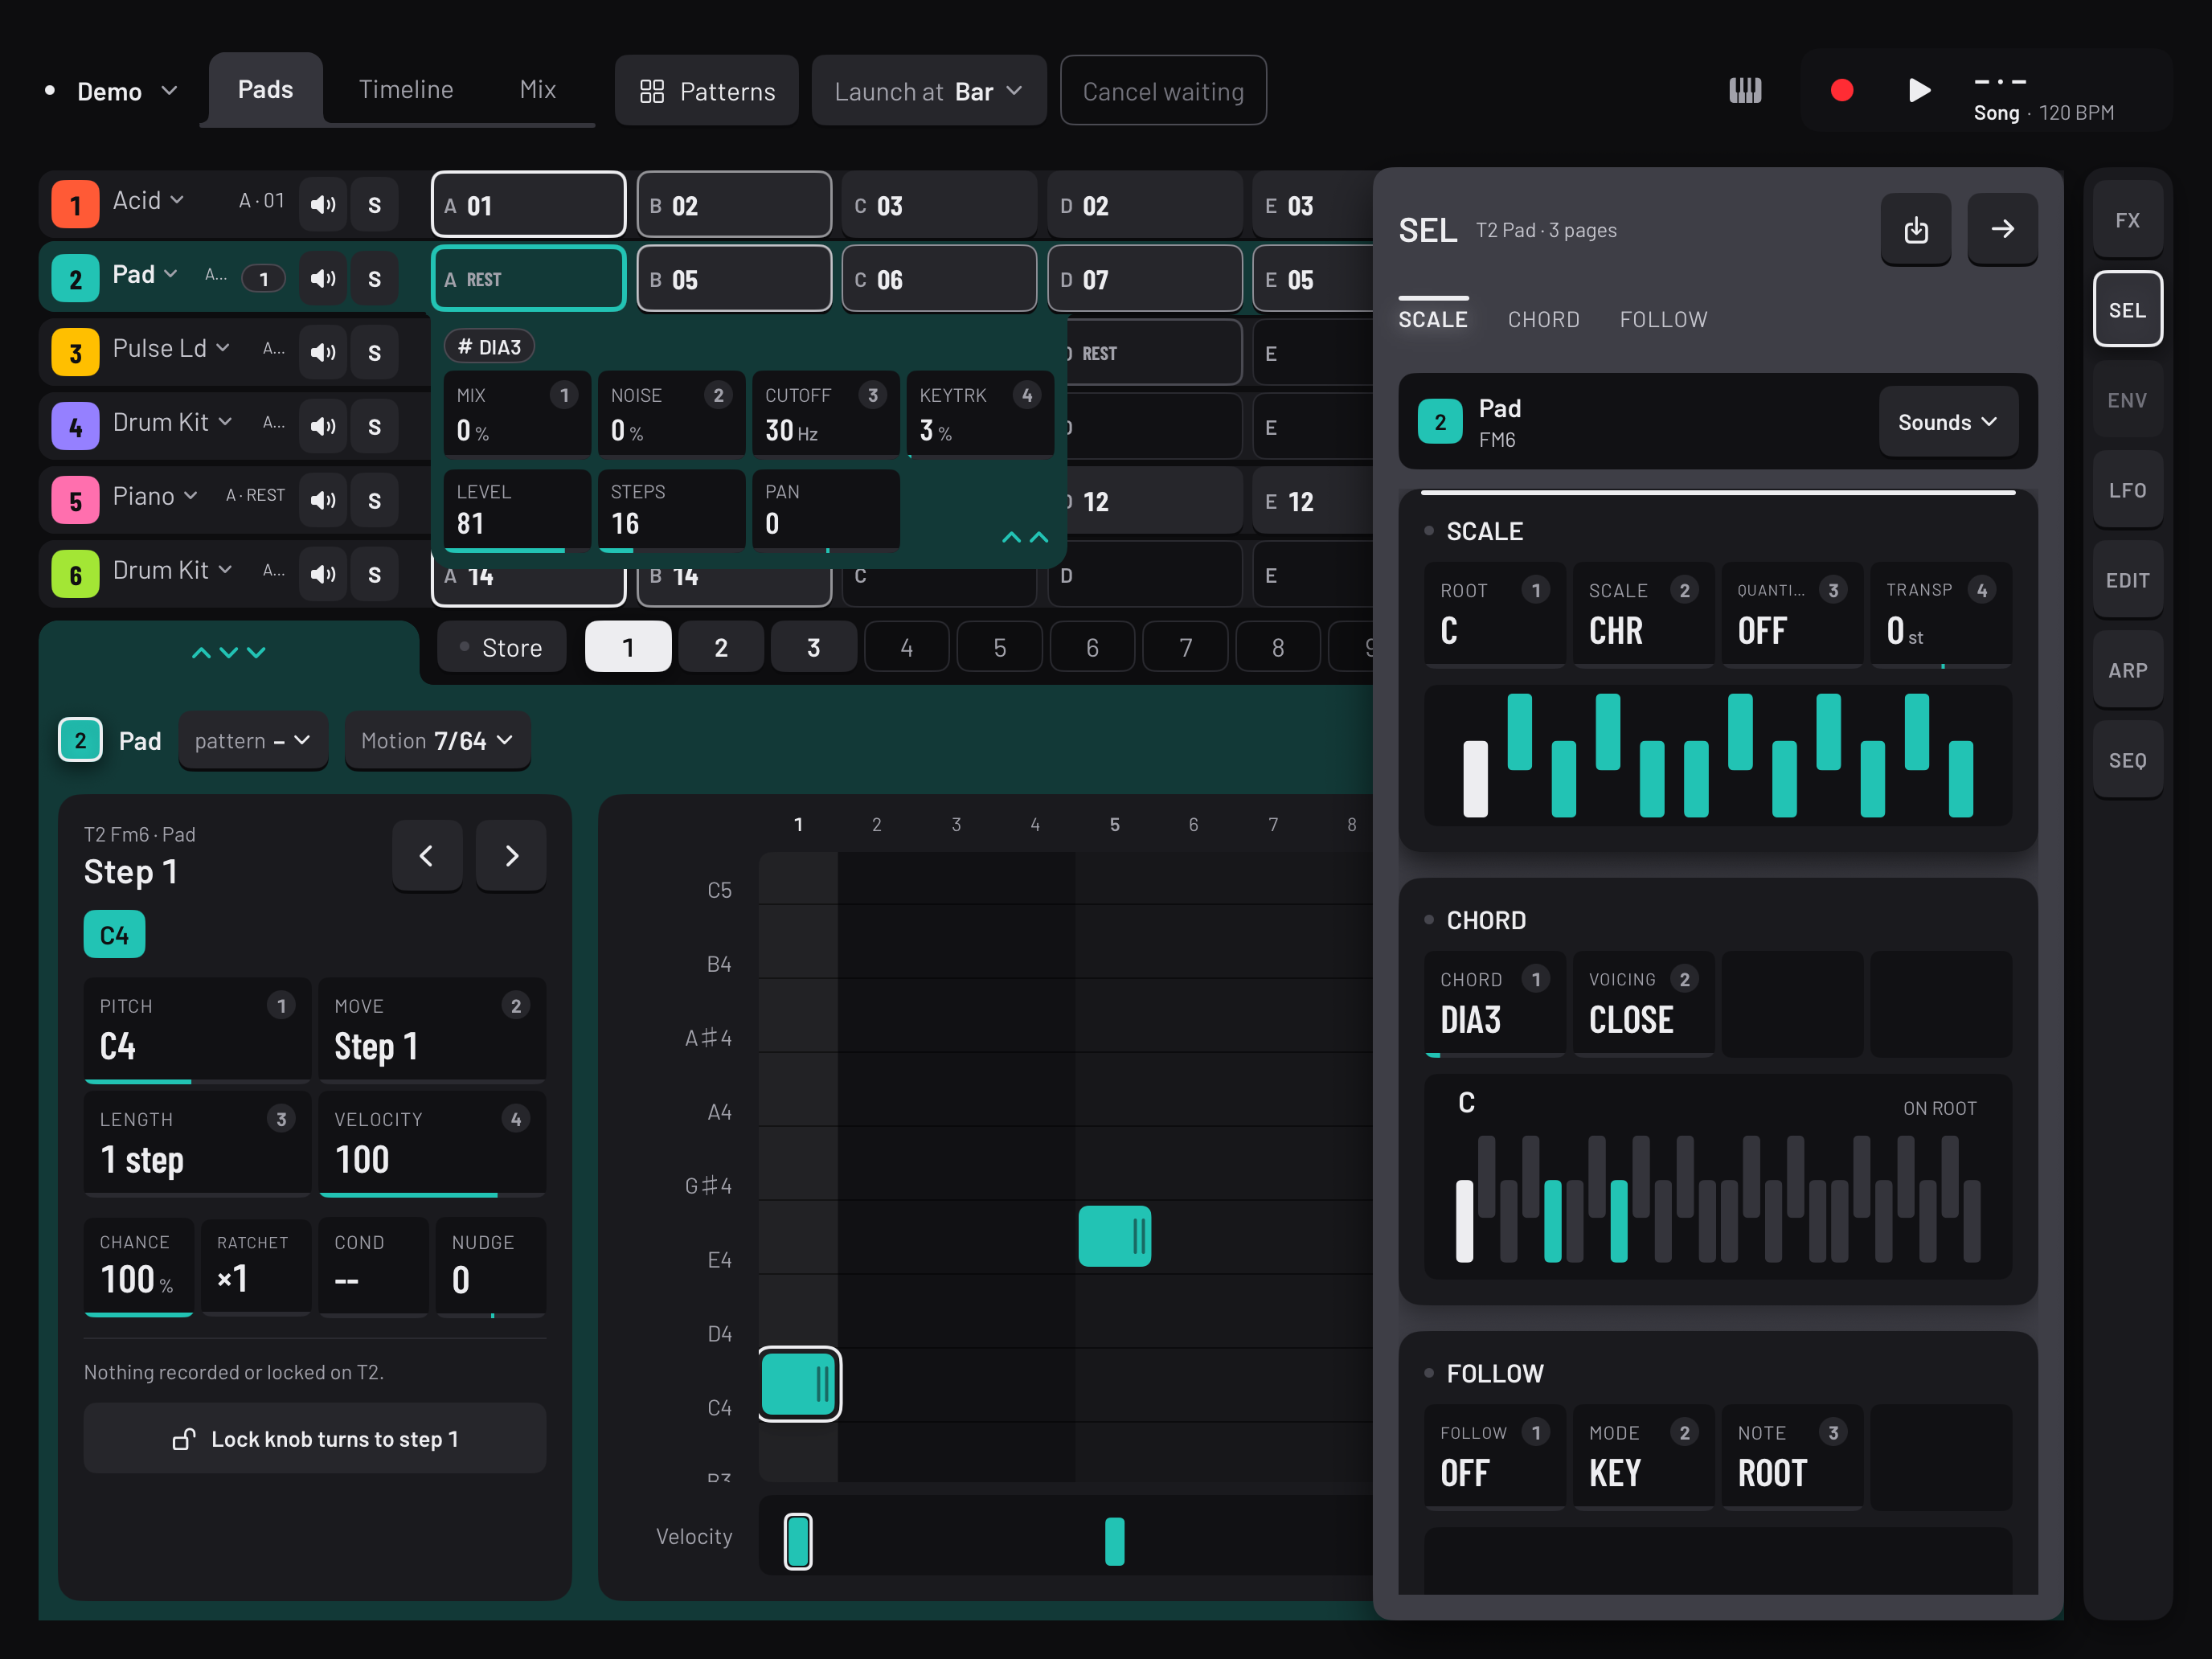 Demo Pads Timeline Mix Patterns Launch at Bar Cancel waiting
– · –
Song · 120 BPM
1 Acid A · 01 S A 01 B 02 C 03 D 02 E 03
2 Pad A... 1 S A REST B 05 C 06 D 07 E 05
3 Pulse Ld A... S REST E
4 Drum Kit A... S E
5 Piano A · REST S 12 E 12
6 Drum Kit A... S A 14 B 14 C D E
# DIA3
MIX 1 NOISE 2 CUTOFF 3 KEYTRK 4
0 % 0 % 30 Hz 3 %
LEVEL STEPS PAN
81 16 0
Store 1 2 3 4 5 6 7 8 9
2 Pad pattern – Motion 7/64
T2 Fm6 · Pad
Step 1
C4
PITCH 1 MOVE 2
C4 Step 1
LENGTH 3 VELOCITY 4
1 step 100
CHANCE RATCHET COND NUDGE
100 % ×1 -- 0
Nothing recorded or locked on T2.
Lock knob turns to step 1
1 2 3 4 5 6 7 8
C5
B4
A♯4
A4
G♯4
E4
D4
C4
B3
Velocity
SEL T2 Pad · 3 pages
SCALE CHORD FOLLOW
2 Pad
FM6
Sounds
SCALE
ROOT 1 SCALE 2 QUANTI... 3 TRANSP 4
C CHR OFF 0 st
CHORD
CHORD 1 VOICING 2
DIA3 CLOSE
C ON ROOT
FOLLOW
FOLLOW 1 MODE 2 NOTE 3
OFF KEY ROOT
FX
SEL
ENV
LFO
EDIT
ARP
SEQ